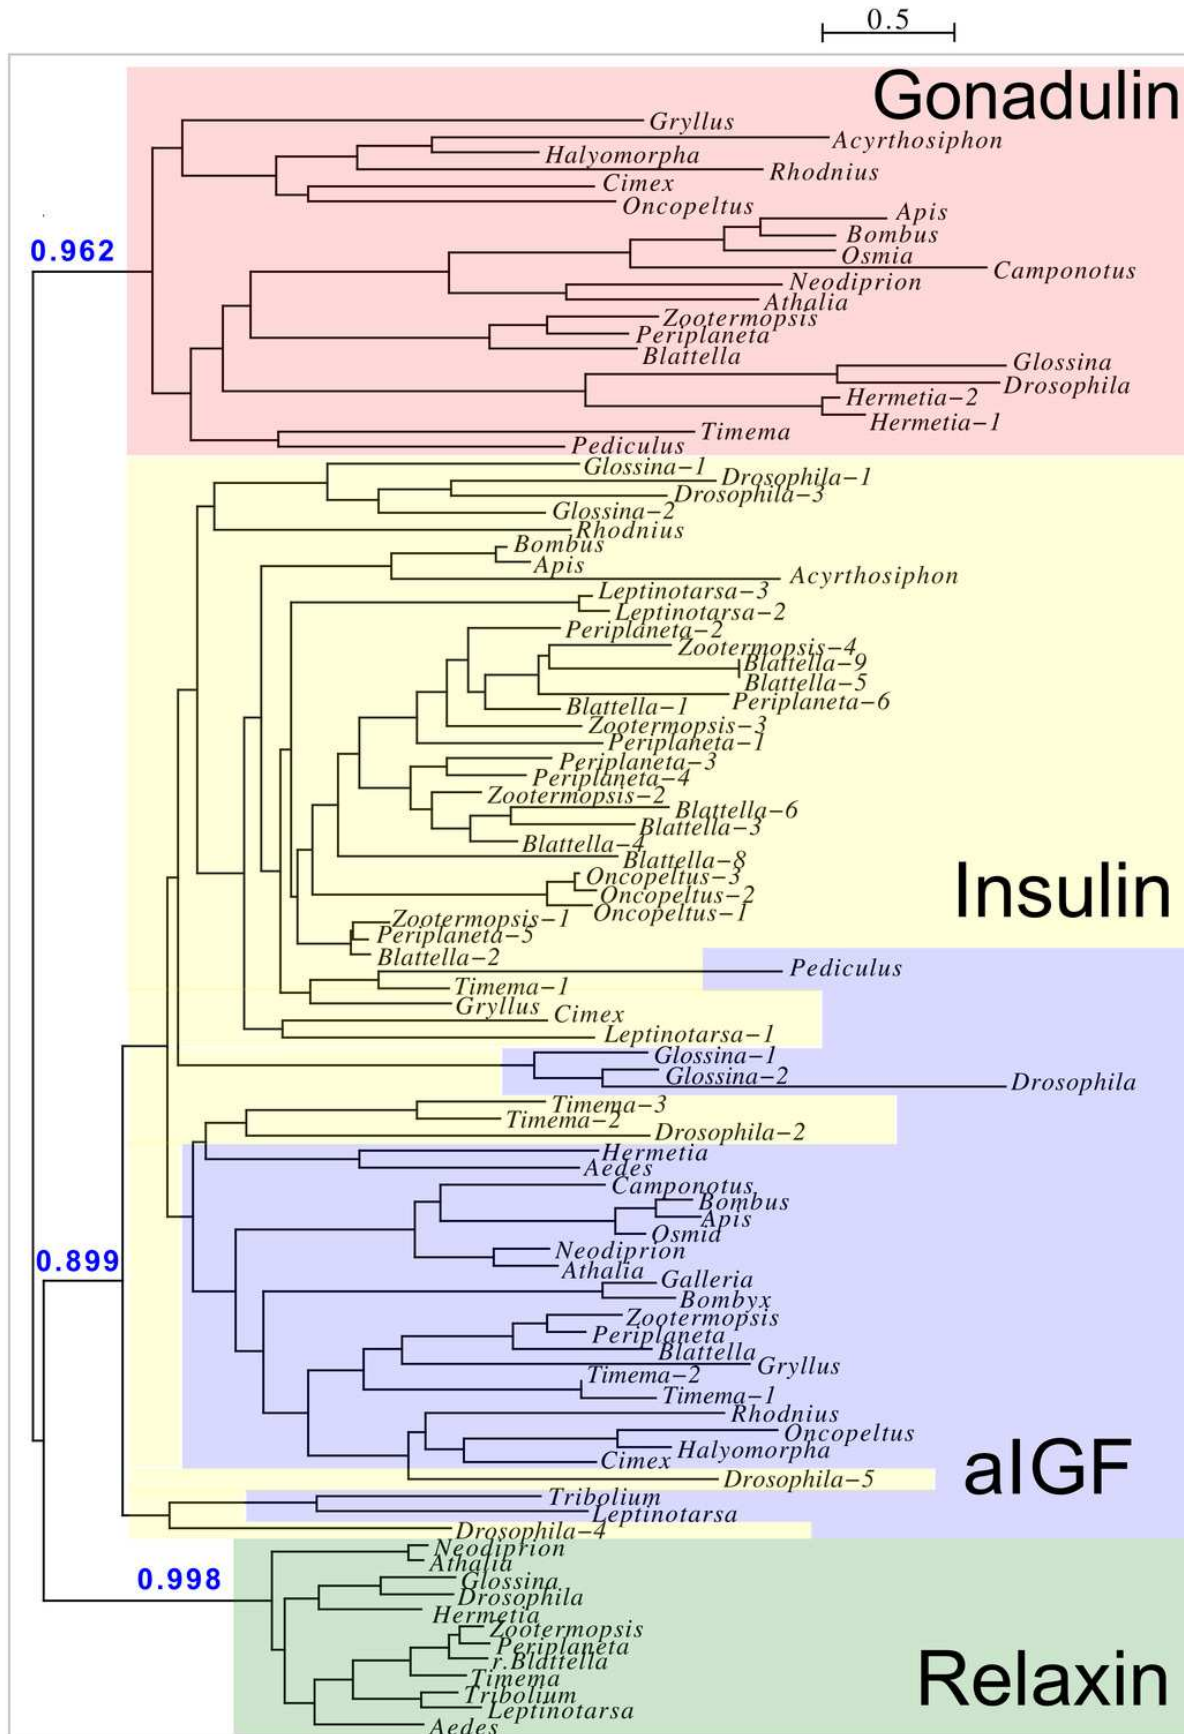 0.5
Gonadulin
Gryllus
Acyrthosiphon
Halyomorpha
Rhodnius
Cimex
Oncopeltus
Apis
Bombus
Osmia
0.962
Camponotus
Neodiprion
Athalia
Zootermopsis
Periplaneta
Blattella
Glossina
Drosophila
Hermetia-2
Hermetia-1
Timema
Pediculus
Glossina-1
Drosophila-1
Drosophila-3
Glossina-2
Rhodnius
Bombus
Apis
Acyrthosiphon
Leptinotarsa-3
Leptinotarsa-2
Periplaneta-2
Zootermopsis-4
Blattella-9
Blattella-5
Periplaneta-6
Blattella-1
Zootermopsis-3
Periplaneta-1
Periplaneta-3
Periplaneta-4
Zootermopsis-2
Blattella-6
Blattella-3
Blattella-4
Blattella-8
Oncopeltus-3
Oncopeltus-2
Insulin
Oncopeltus-1
Zootermopsis-1
Periplaneta-5
Blattella-2
Pediculus
Timema-1
Gryllus
Cimex
Leptinotarsa-1
Glossina-1
Glossina-2
Drosophila
Timema-3
Timema-2
Drosophila-2
Hermetia
Aedes
Camponotus
Bombus
Apis
Osmia
Neodiprion
0.899
Athalia
Galleria
Bombyx
Zootermopsis
Periplaneta
Blattella
Gryllus
Timema-2
Timema-1
Rhodnius
Oncopeltus
Halyomorpha
Cimex
aIGF
Drosophila-5
Tribolium
Leptinotarsa
Drosophila-4
Neodiprion
Athalia
0.998
Glossina
Drosophila
Hermetia
Zootermopsis
Periplaneta
r.Blattella
Timema
Relaxin
Tribolium
Leptinotarsa
Aedes